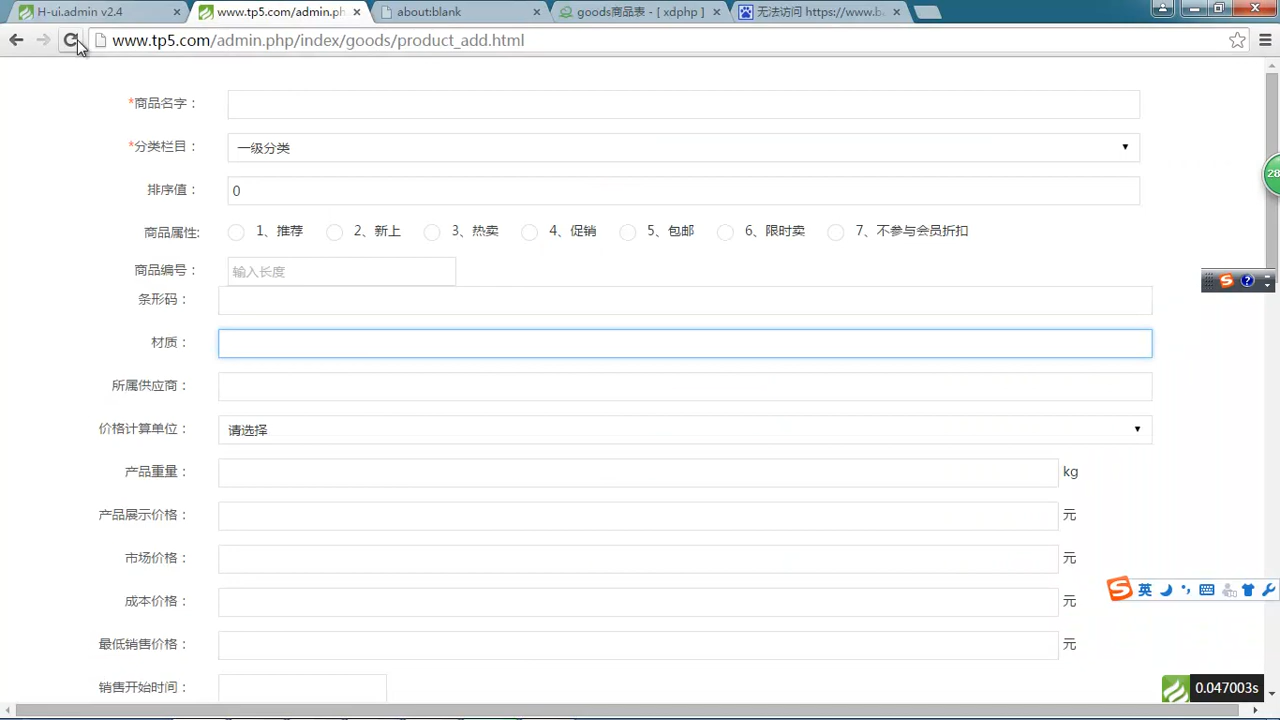 H-ui.admin v2.4
www.tp5.com/admin.ph
about:blank
goods商品表 - [ xdphp ]
无法访问 https://www.ba
www.tp5.com/admin.php/index/goods/product_add.html
*商品名字：
*分类栏目： 一级分类
排序值： 0
商品属性: 1、推荐 2、新上 3、热卖 4、促销 5、包邮 6、限时卖 7、不参与会员折扣
商品编号： 输入长度
条形码：
材质：
所属供应商：
价格计算单位： 请选择
产品重量： kg
产品展示价格： 元
市场价格： 元
成本价格： 元
最低销售价格： 元
销售开始时间：
28
英
0.047003s